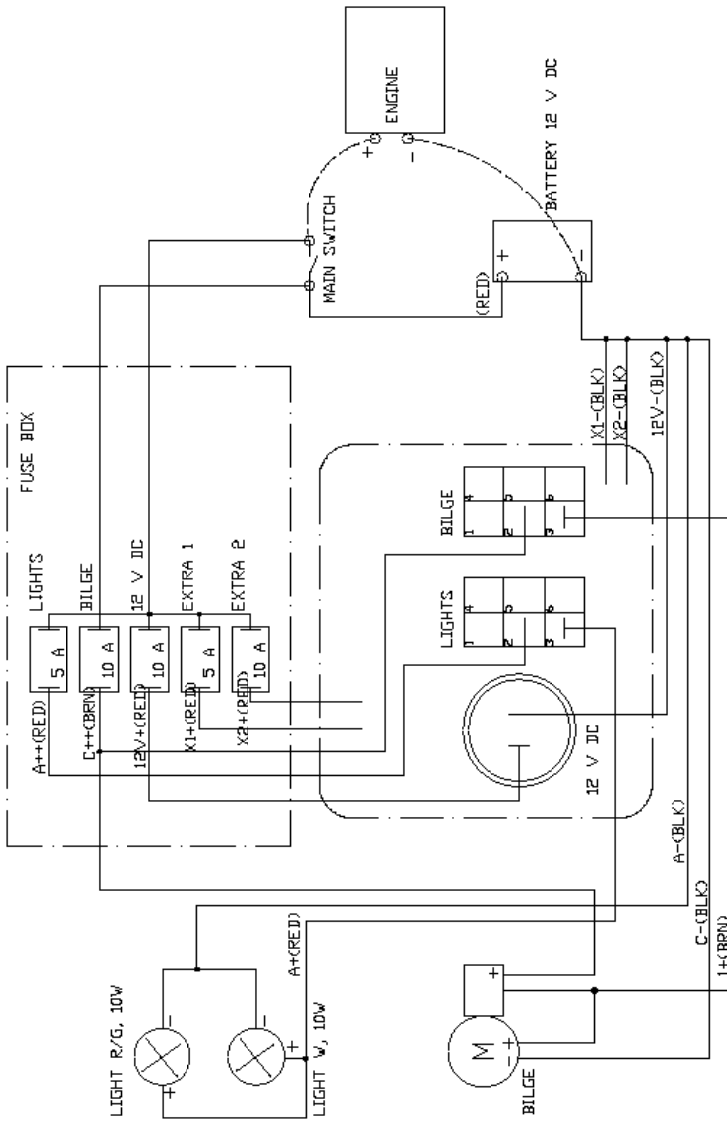 ENGINE
+
-
BATTERY 12 V DC
MAIN SWITCH
(RED)
+
-
FUSE BOX
LIGHTS
BILGE
12 V DC
EXTRA 1
EXTRA 2
5 A
10 A
10 A
5 A
10 A
A++(RED)
C++(BRN)
12V+(RED)
X1+(RED)
X2+(RED)
X1-(BLK)
X2-(BLK)
12V-(BLK)
BILGE
1 4
2 5
3 6
LIGHTS
1 4
2 5
3 6
12 V DC
A-(BLK)
C-(BLK)
1+(BRN)
A+(RED)
LIGHT R/G, 10W
+
-
LIGHT W, 10W
+
-
+
M
-
+
BILGE